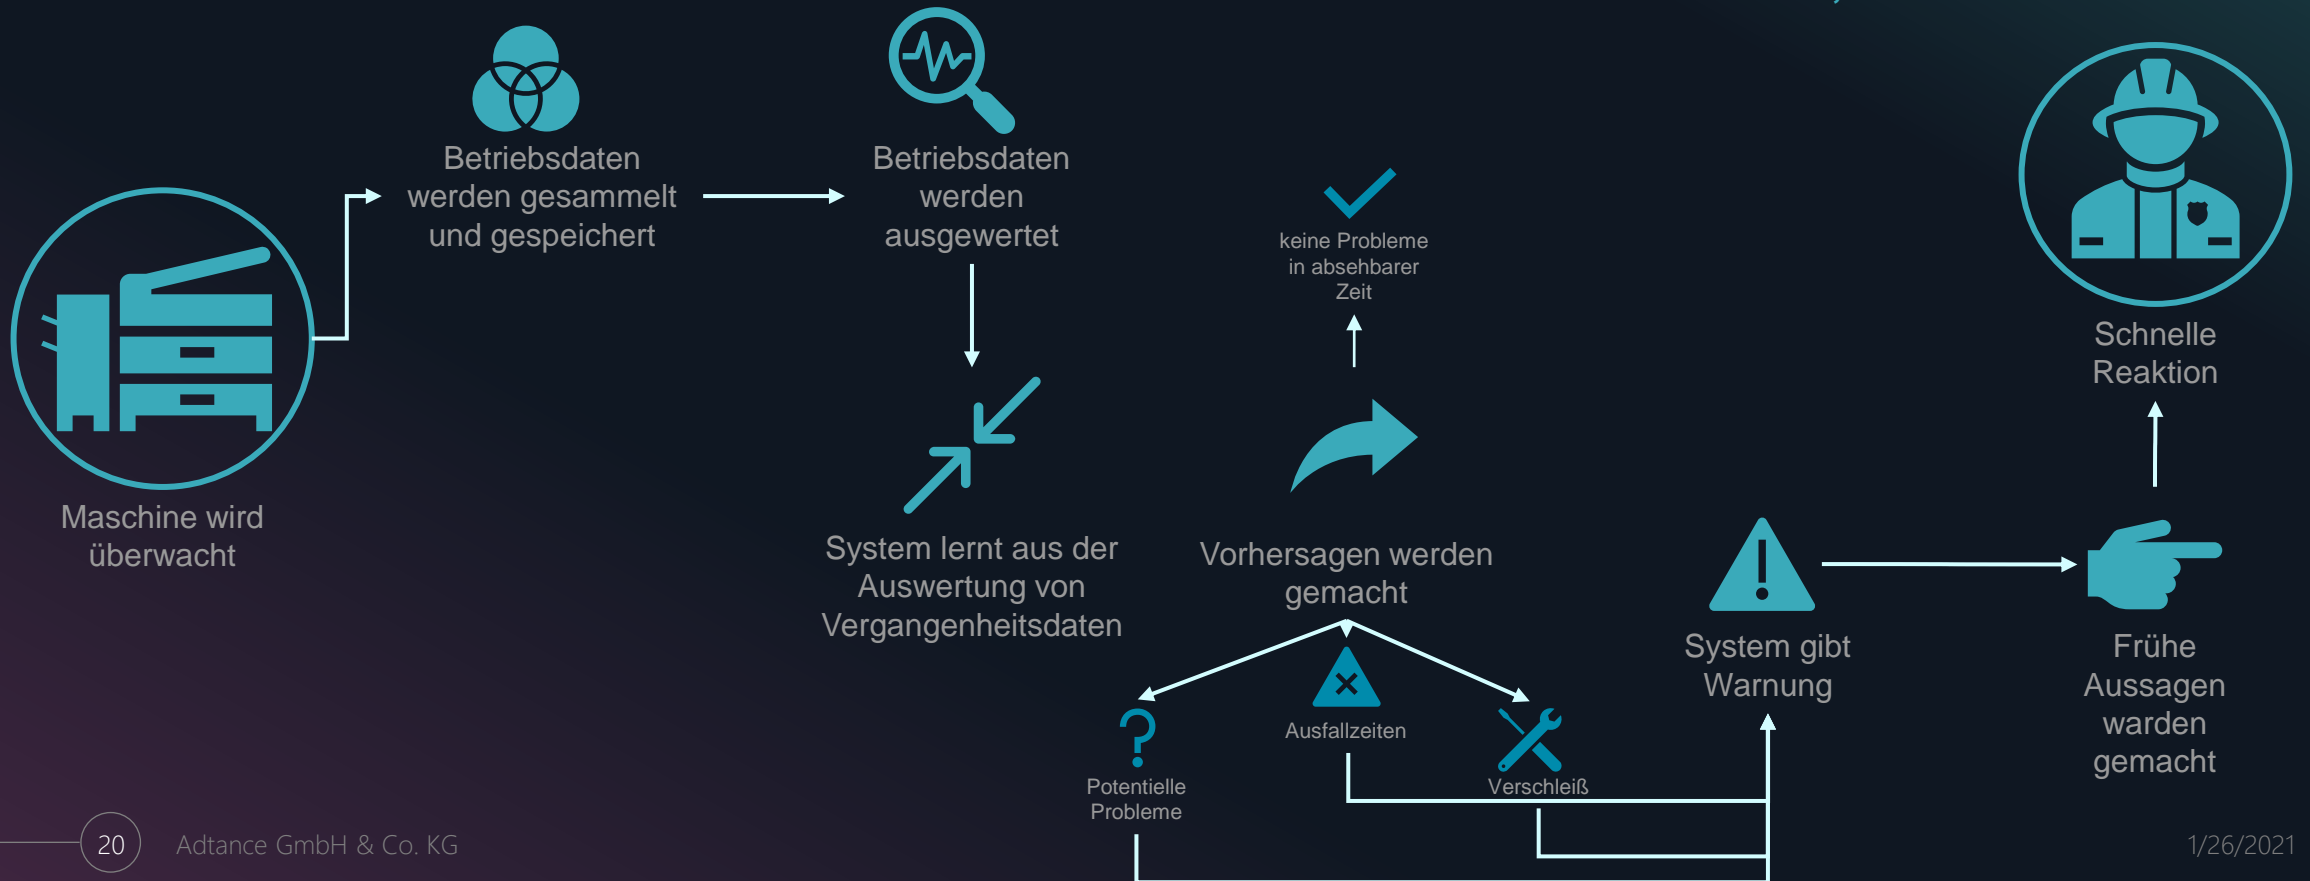 Betriebsdaten
werden gesammelt
und gespeichert
Betriebsdaten
werden
ausgewertet
keine Probleme
in absehbarer
Zeit
Schnelle
Reaktion
Maschine wird
überwacht
System lernt aus der
Auswertung von
Vergangenheitsdaten
Vorhersagen werden
gemacht
System gibt
Warnung
Frühe
Aussagen
warden
gemacht
Ausfallzeiten
Potentielle
Probleme
Verschleiß
20
Adtance GmbH & Co. KG
1/26/2021